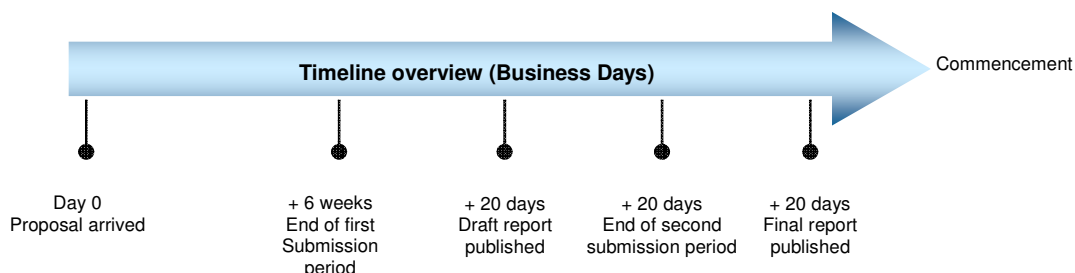 Timeline overview (Business Days)
Commencement
Day 0
Proposal arrived
+ 6 weeks
End of first
Submission
period
+ 20 days
Draft report
published
+ 20 days
End of second
submission period
+ 20 days
Final report
published